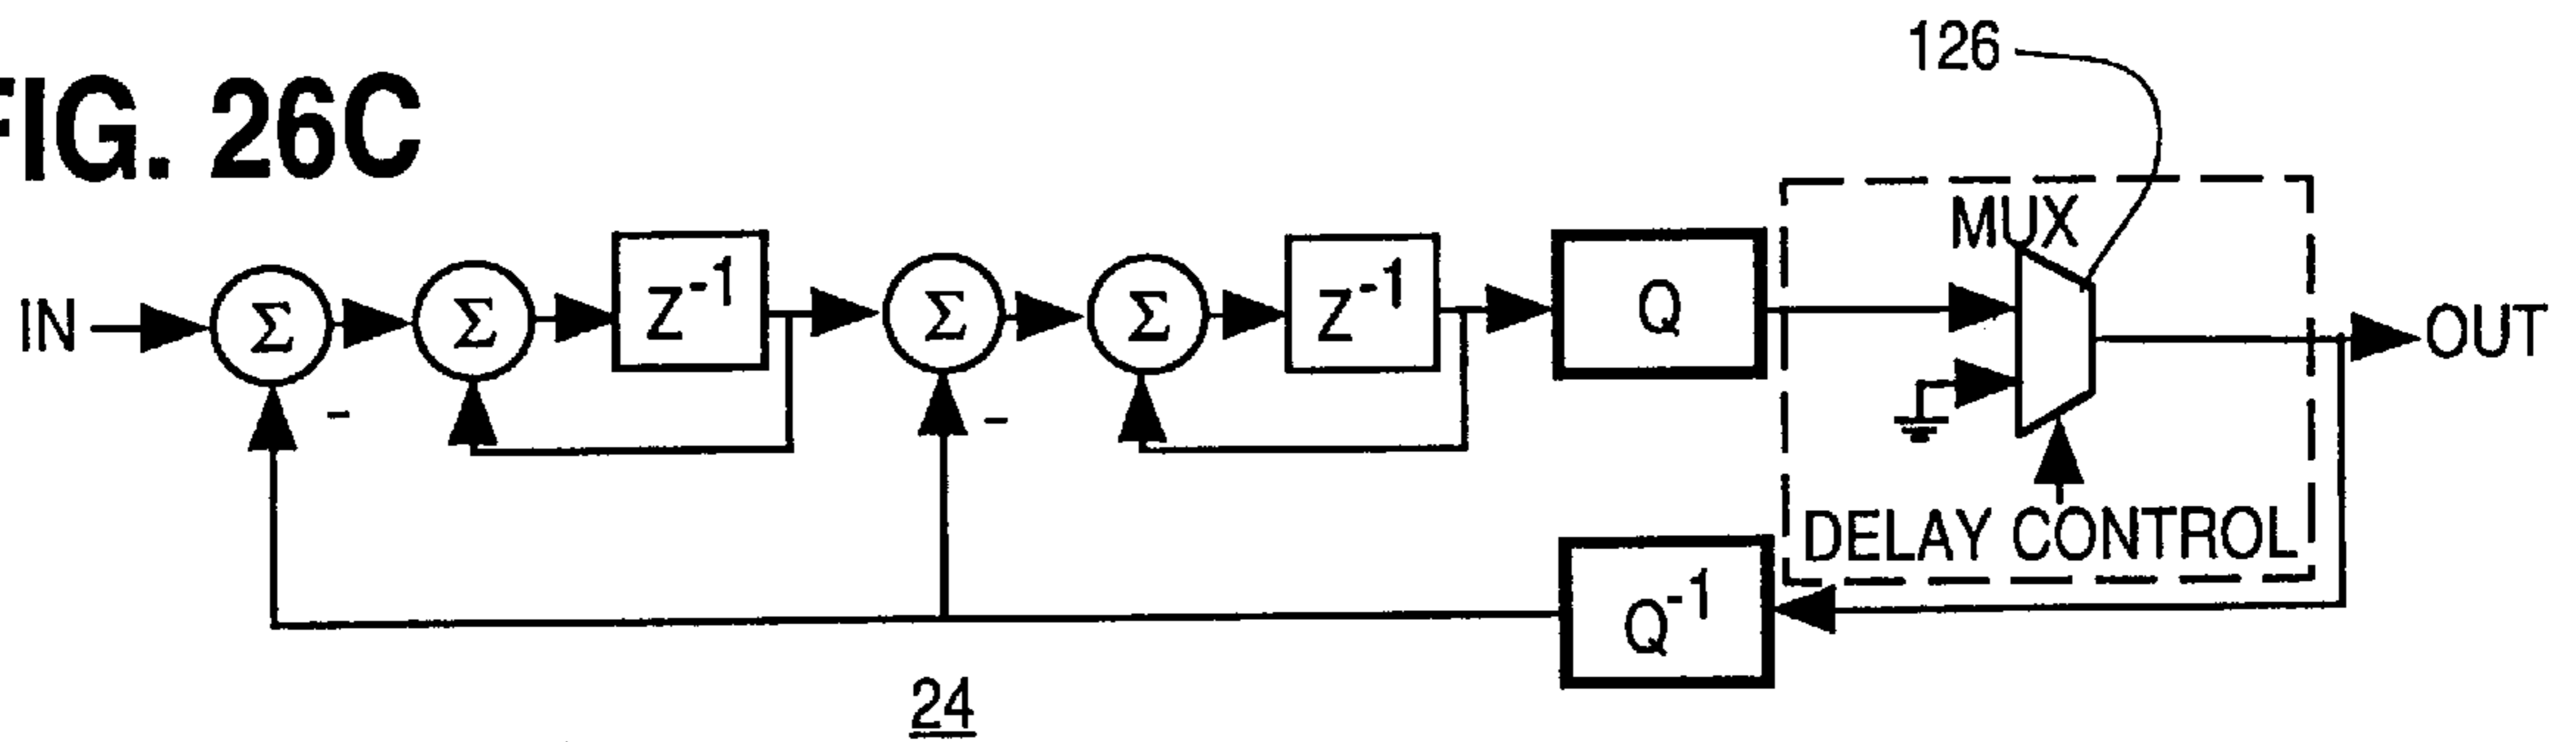 126
FIG. 26C
MUX
IN Σ Σ Z-1 Σ Σ Z-1 Q OUT
- -
DELAY CONTROL
Q-1
24